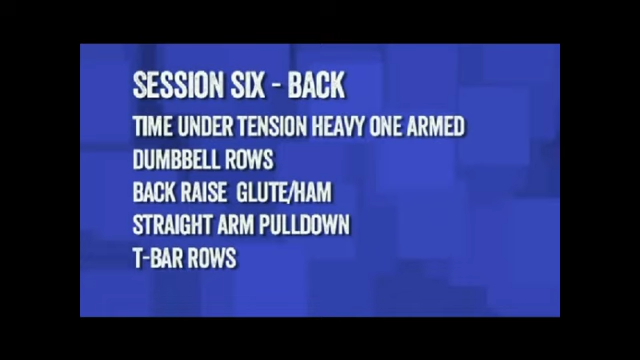 SESSION SIX - BACK
TIME UNDER TENSION HEAVY ONE ARMED
DUMBBELL ROWS
BACK RAISE GLUTE/HAM
STRAIGHT ARM PULLDOWN
T-BAR ROWS